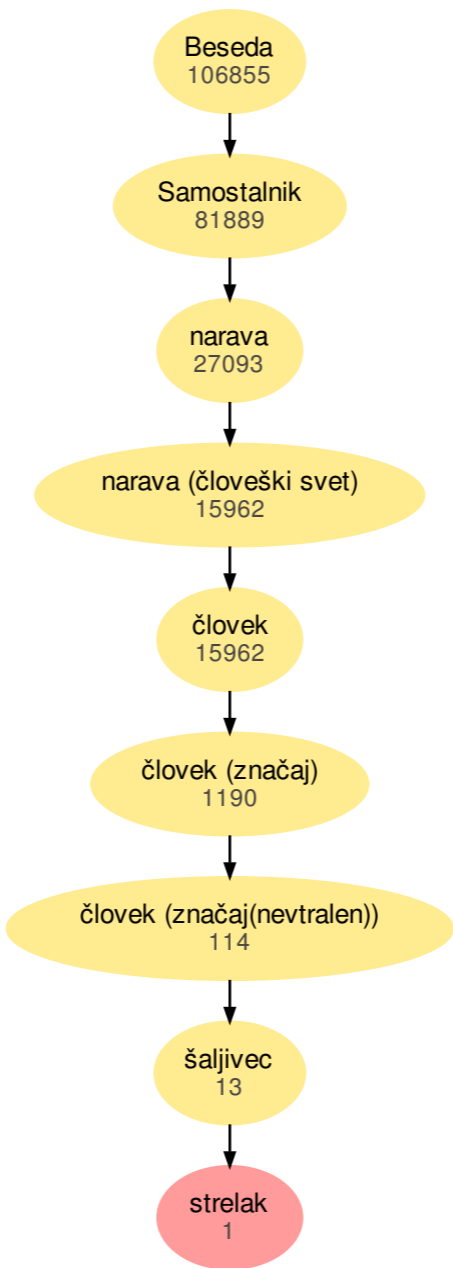 Beseda
106855
Samostalnik
81889
narava
27093
narava (človeški svet)
15962
človek
15962
človek (značaj)
1190
človek (značaj(nevtralen))
114
šaljivec
13
strelak
1